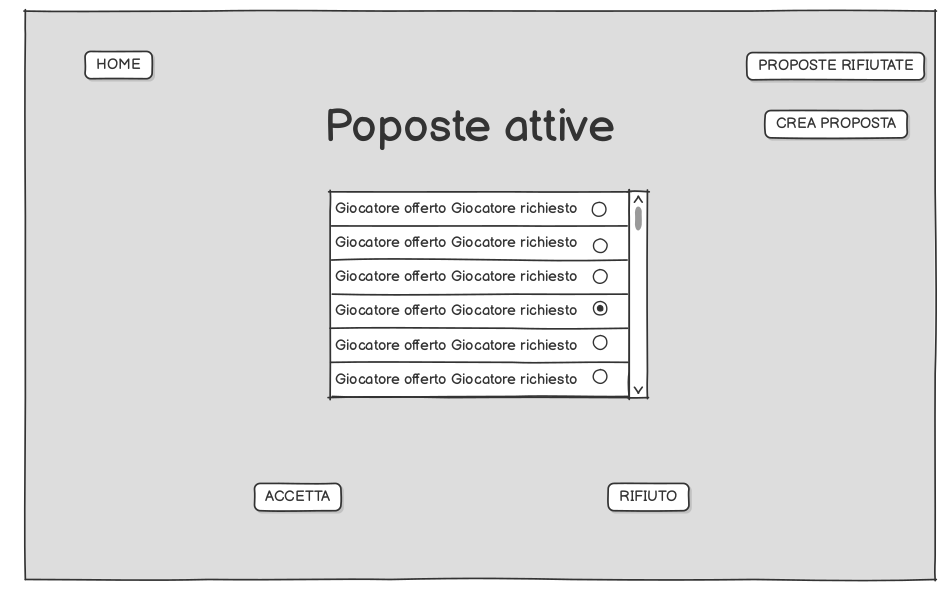 HOME
PROPOSTE RIFIUTATE
Poposte attive
CREA PROPOSTA
Giocatore offerto Giocatore richiesto
Giocatore offerto Giocatore richiesto
Giocatore offerto Giocatore richiesto
Giocatore offerto Giocatore richiesto
Giocatore offerto Giocatore richiesto
Giocatore offerto Giocatore richiesto
ACCETTA
RIFIUTO